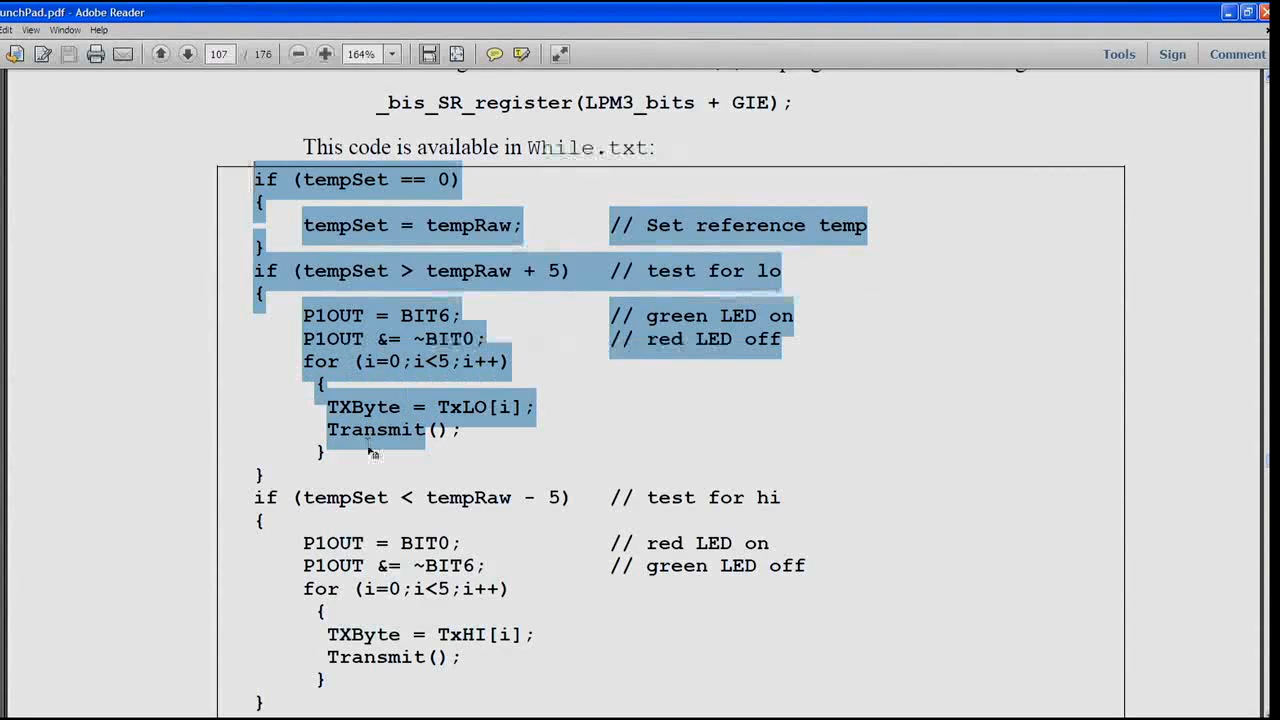 unchPad.pdf - Adobe Reader
Edit View Window Help
107 / 176 164% Tools Sign Comment
_bis_SR_register(LPM3_bits + GIE);
This code is available in While.txt:
if (tempSet == 0)
{
tempSet = tempRaw; // Set reference temp
}
if (tempSet > tempRaw + 5) // test for lo
{
P1OUT = BIT6; // green LED on
P1OUT &= ~BIT0; // red LED off
for (i=0;i<5;i++)
{
TXByte = TxLO[i];
Transmit();
}
}
if (tempSet < tempRaw - 5) // test for hi
{
P1OUT = BIT0; // red LED on
P1OUT &= ~BIT6; // green LED off
for (i=0;i<5;i++)
{
TXByte = TxHI[i];
Transmit();
}
}